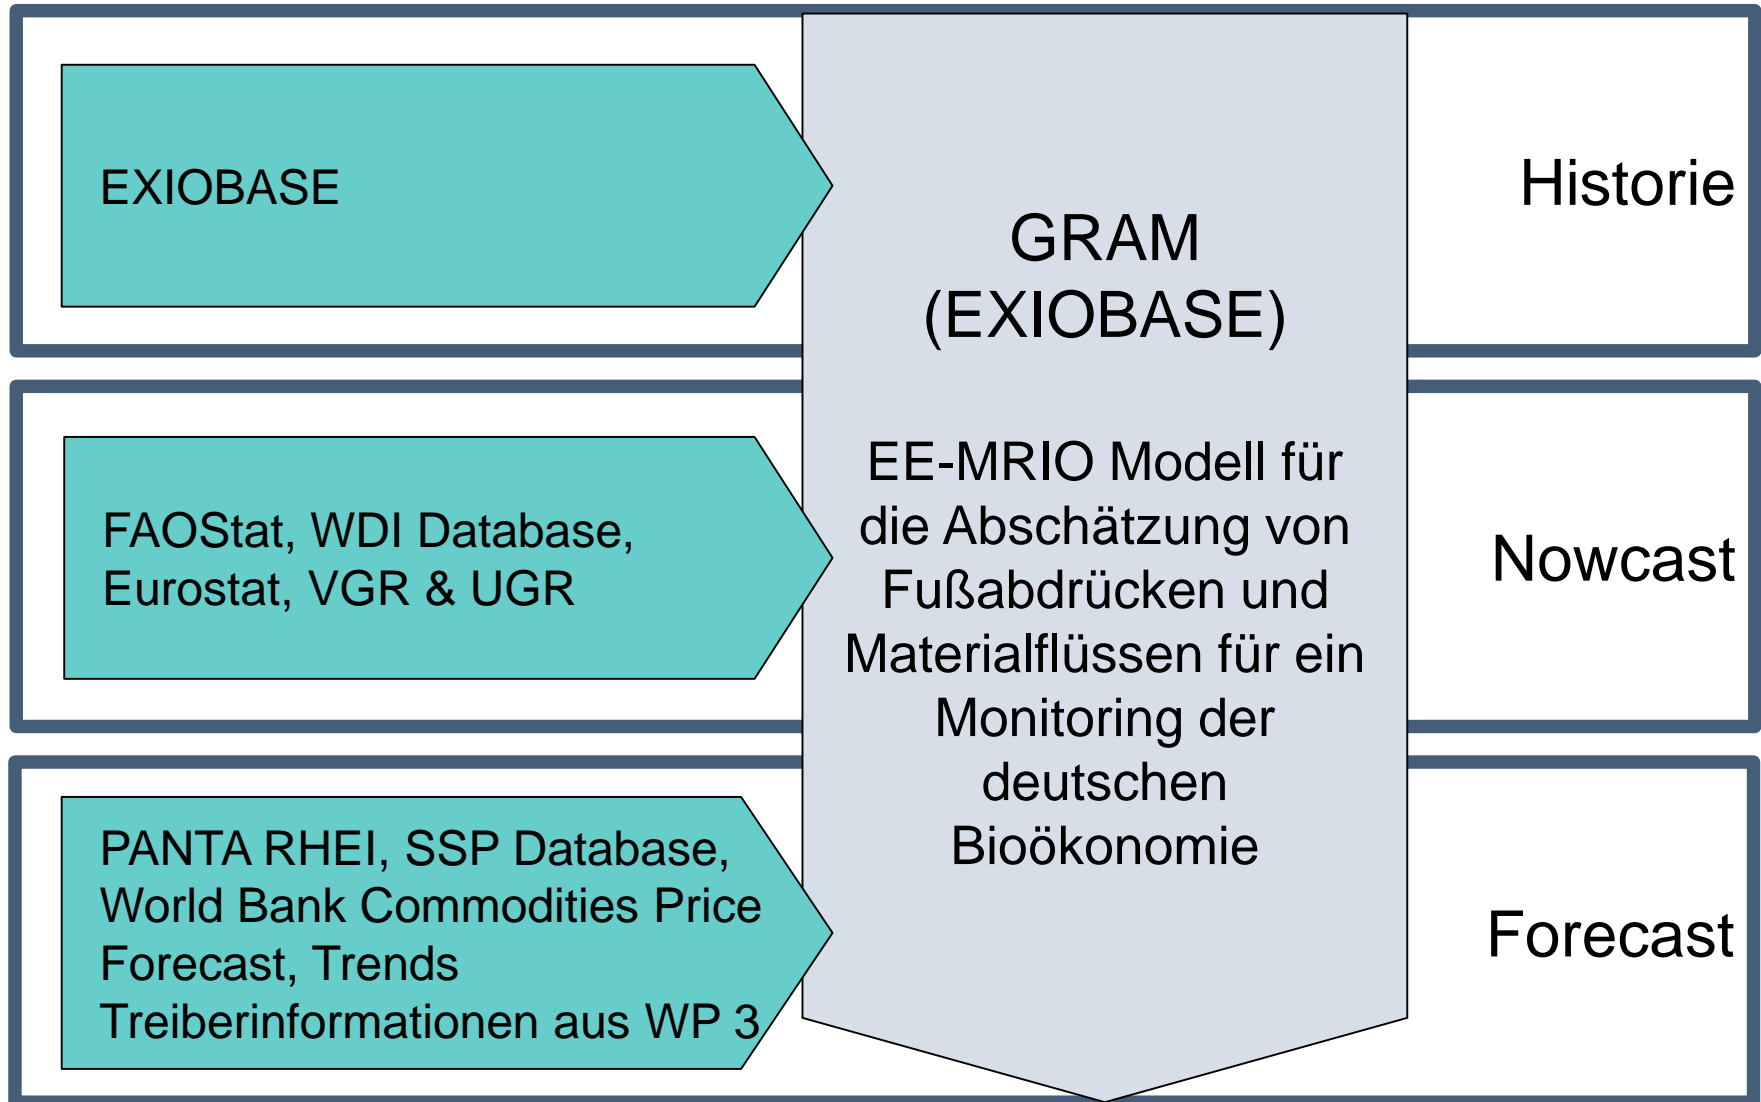 EXIOBASE
GRAM
(EXIOBASE)
Historie
FAOStat, WDI Database,
Eurostat, VGR & UGR
EE-MRIO Modell für
die Abschätzung von
Fußabdrücken und
Materialflüssen für ein
Monitoring der
deutschen
Bioökonomie
Nowcast
PANTA RHEI, SSP Database,
World Bank Commodities Price
Forecast, Trends
Treiberinformationen aus WP 3
Forecast